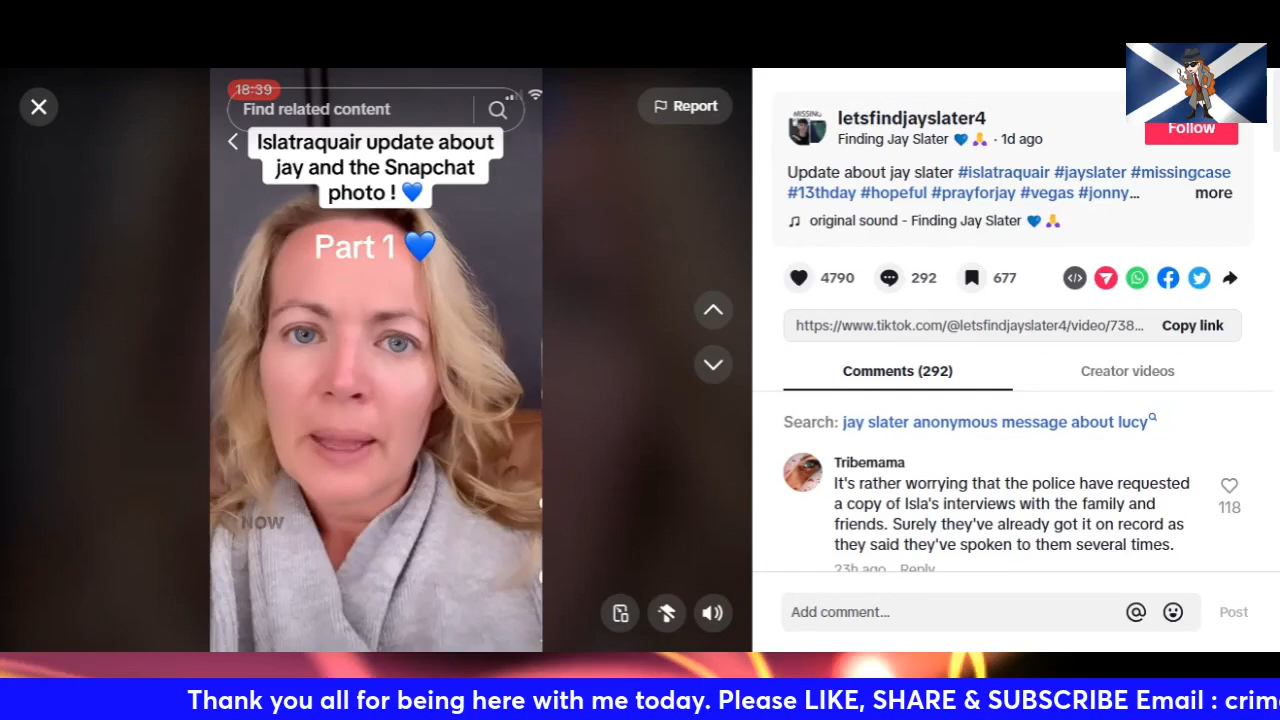 18:39
Find related content
Islatraquair update about
jay and the Snapchat
photo ! 💙
Part 1 💙
NOW
Report
letsfindjayslater4
Finding Jay Slater 💙 🙏 · 1d ago
Follow
Update about jay slater #islatraquair #jayslater #missingcase
#13thday #hopeful #prayforjay #vegas #jonny...
more
♫ original sound - Finding Jay Slater 💙 🙏
4790
292
677
https://www.tiktok.com/@letsfindjayslater4/video/738...
Copy link
Comments (292)
Creator videos
Search: jay slater anonymous message about lucy
Tribemama
It's rather worrying that the police have requested
a copy of Isla's interviews with the family and
friends. Surely they've already got it on record as
they said they've spoken to them several times.
118
23h ago Reply
Add comment...
Post
Thank you all for being here with me today. Please LIKE, SHARE & SUBSCRIBE Email : crim